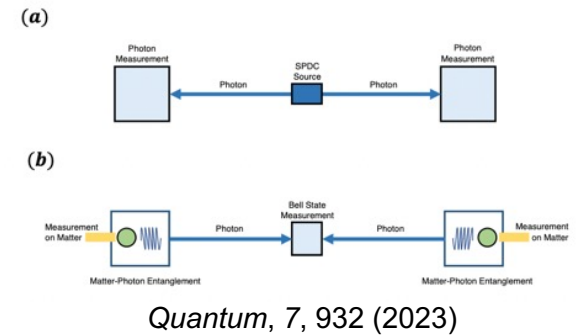 (a)
Photon
Measurement
SPDC
Source
Photon
Measurement
Photon
Photon
(b)
Bell State
Measurement
Measurement
on Matter
Photon
Photon
Measurement
on Matter
Matter-Photon Entanglement
Matter-Photon Entanglement
Quantum, 7, 932 (2023)